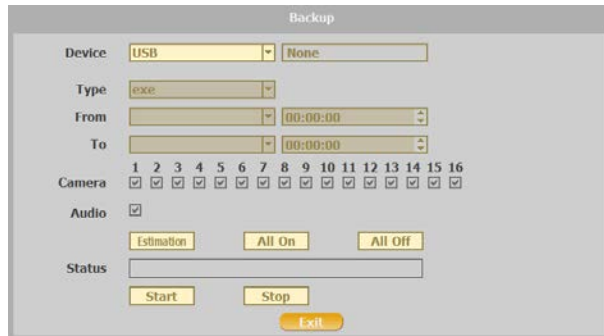 Backup
Device USB None
Type exe
From 00:00:00
To 00:00:00
1 2 3 4 5 6 7 8 9 10 11 12 13 14 15 16
Camera
Audio
Estimation All On All Off
Status
Start Stop
Exit